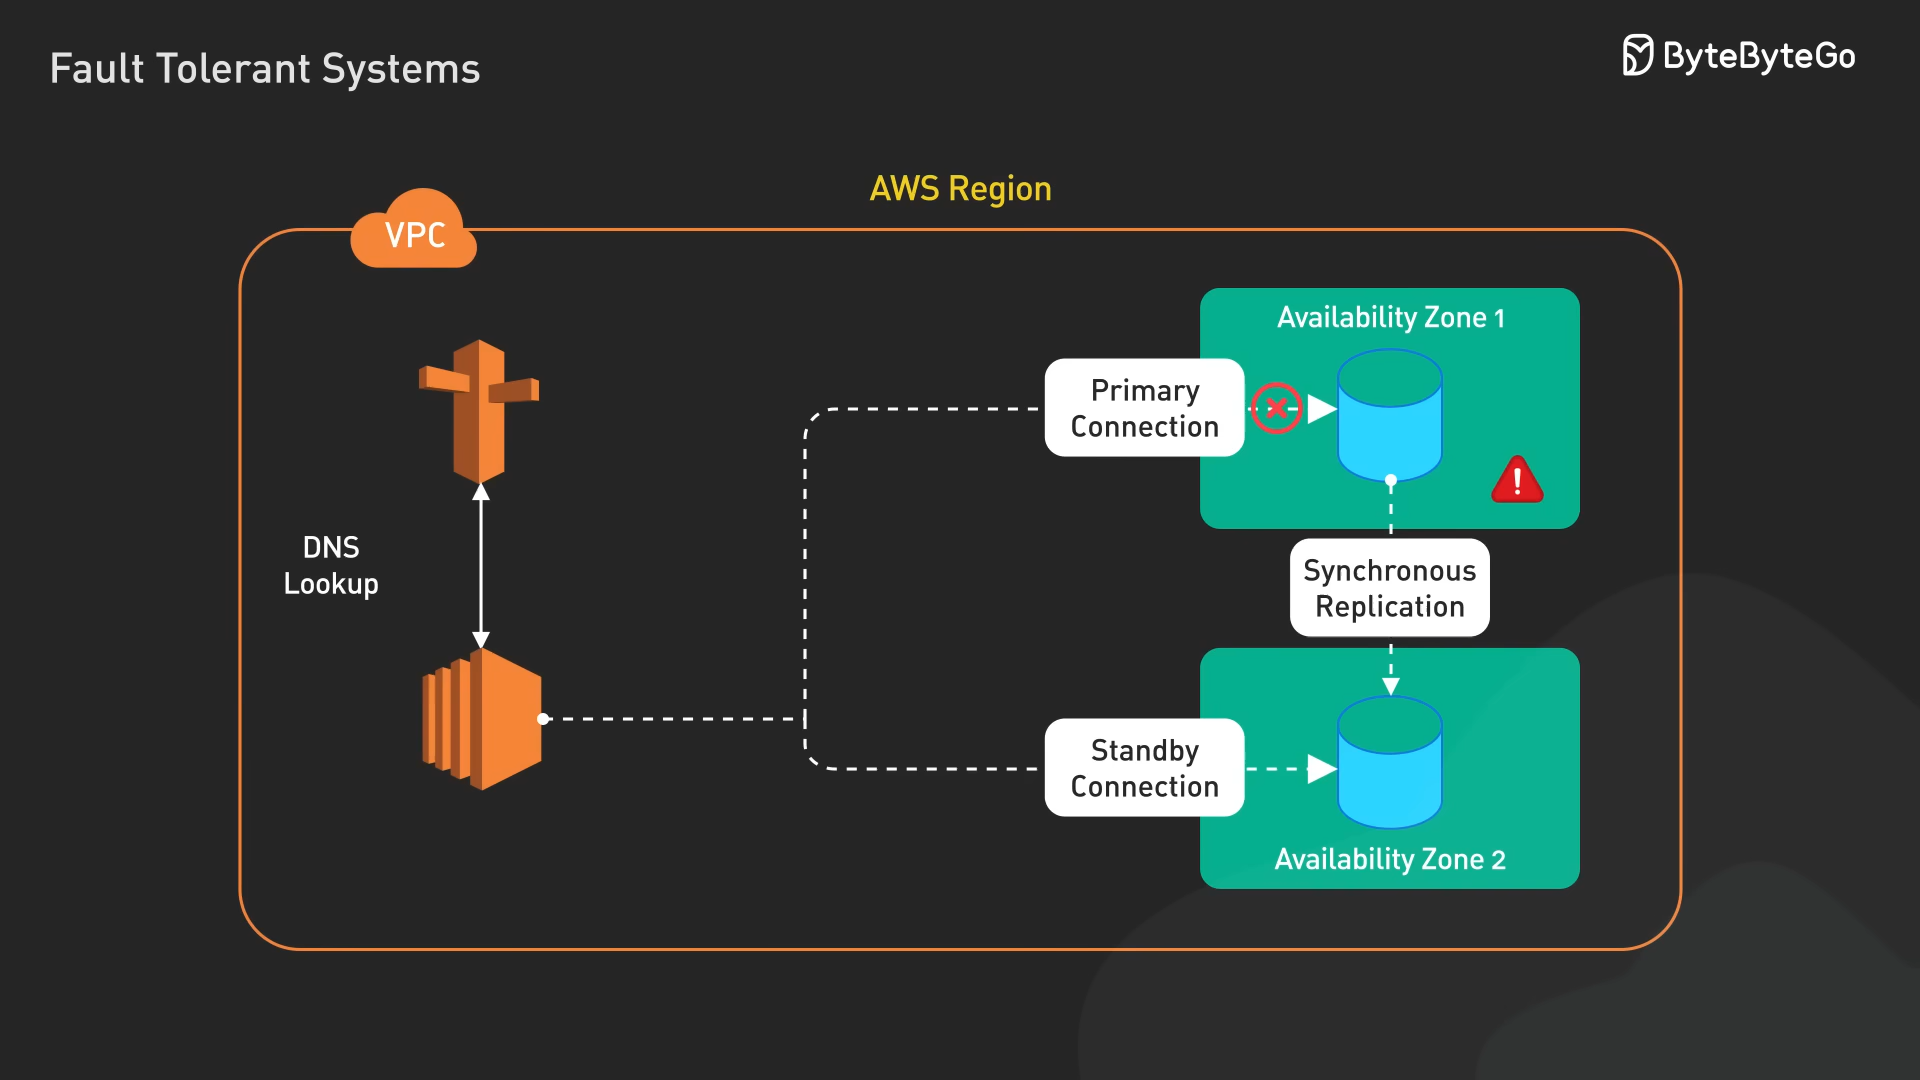 Fault Tolerant Systems
ByteByteGo
AWS Region
VPC
Availability Zone 1
Primary
Connection
!
DNS
Lookup
Synchronous
Replication
Standby
Connection
Availability Zone 2